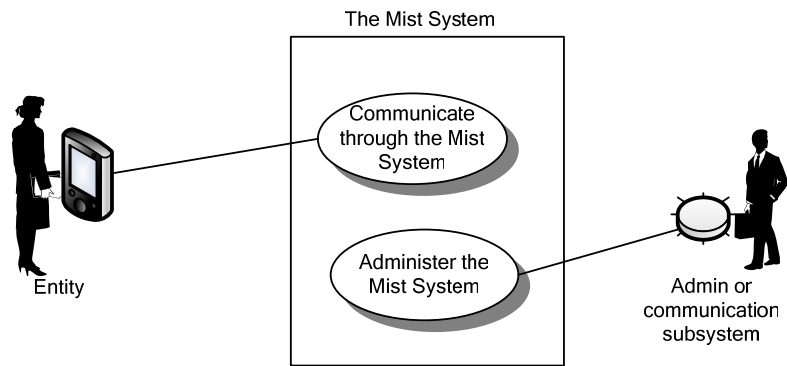 The Mist System
Communicate
through the Mist
System
Administer the
Mist System
Entity
Admin or
communication
subsystem